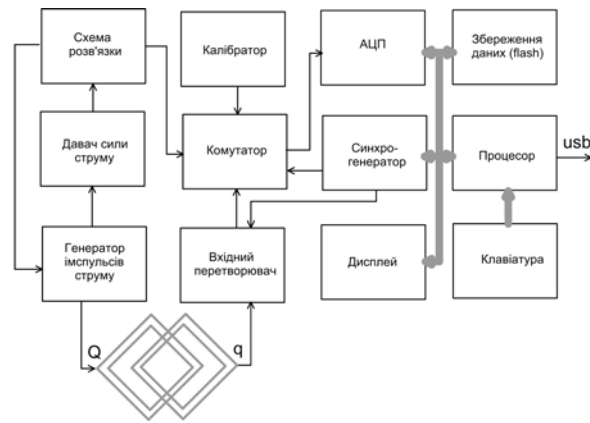 Схема
розв'язки
Калібратор
АЦП
Збереження
даних (flash)
Давач сили
струму
Комутатор
Синхро-
генератор
Процесор
usb
Генератор
імспульсів
струму
Вхідний
перетворювач
Дисплей
Клавіатура
Q
q